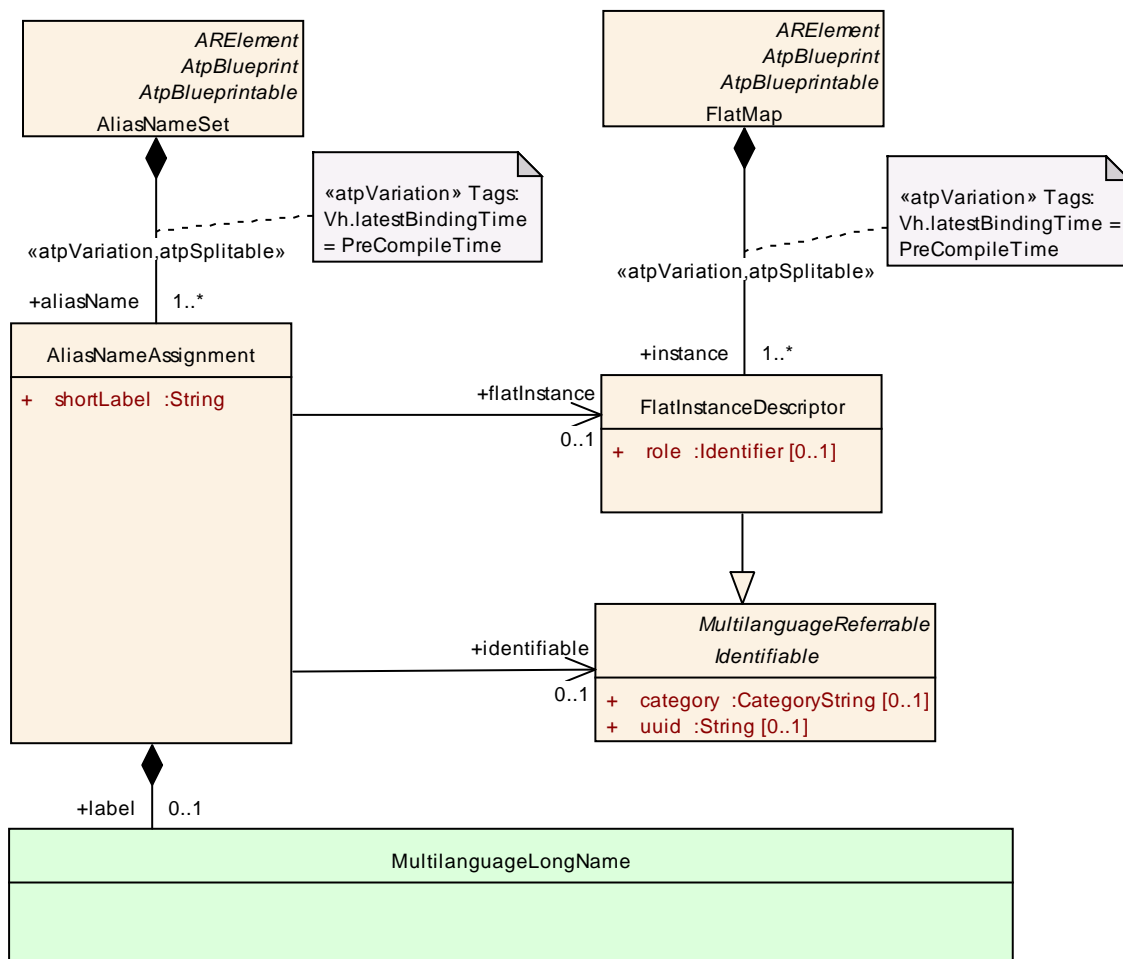 ARElement
AtpBlueprint
AtpBlueprintable
AliasNameSet
ARElement
AtpBlueprint
AtpBlueprintable
FlatMap
«atpVariation» Tags:
Vh.latestBindingTime
= PreCompileTime
«atpVariation» Tags:
Vh.latestBindingTime =
PreCompileTime
«atpVariation,atpSplitable»
«atpVariation,atpSplitable»
+aliasName 1..*
+instance 1..*
AliasNameAssignment
+ shortLabel :String
+flatInstance
0..1
FlatInstanceDescriptor
+ role :Identifier [0..1]
+identifiable
0..1
MultilanguageReferrable
Identifiable
+ category :CategoryString [0..1]
+ uuid :String [0..1]
+label 0..1
MultilanguageLongName